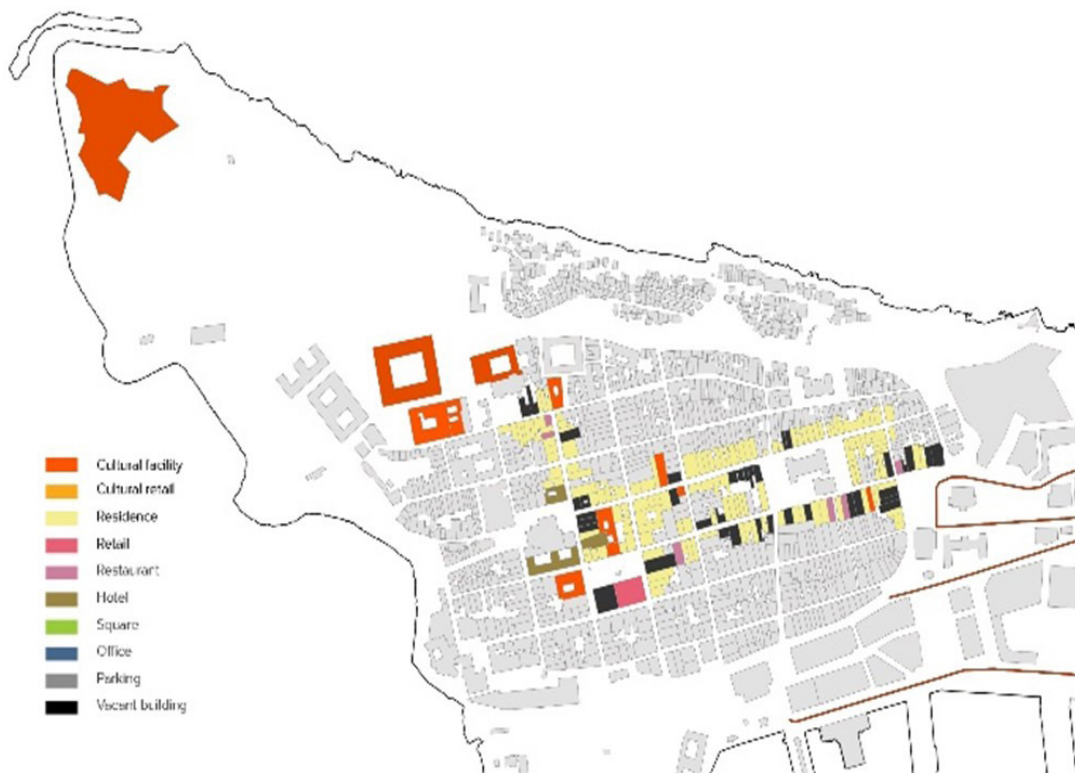 Cultural facility
Cultural retail
Residence
Retail
Restaurant
Hotel
Square
Office
Parking
Vacant building